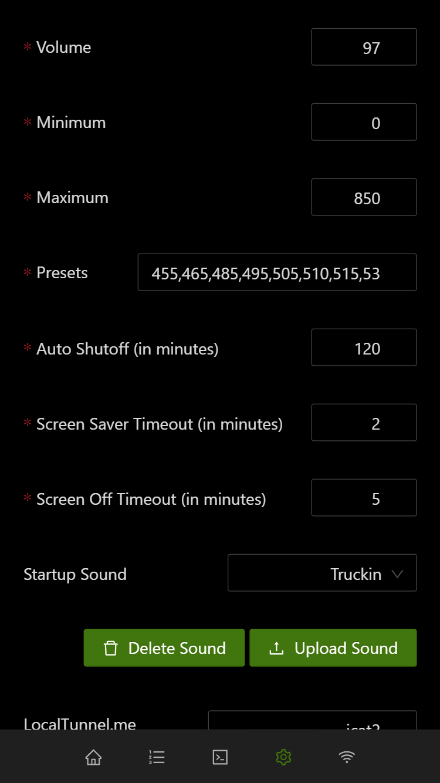 * Volume 97
* Minimum 0
* Maximum 850
* Presets 455,465,485,495,505,510,515,53
* Auto Shutoff (in minutes) 120
* Screen Saver Timeout (in minutes) 2
* Screen Off Timeout (in minutes) 5
Startup Sound Truckin
Delete Sound Upload Sound
LocalTunnel.me